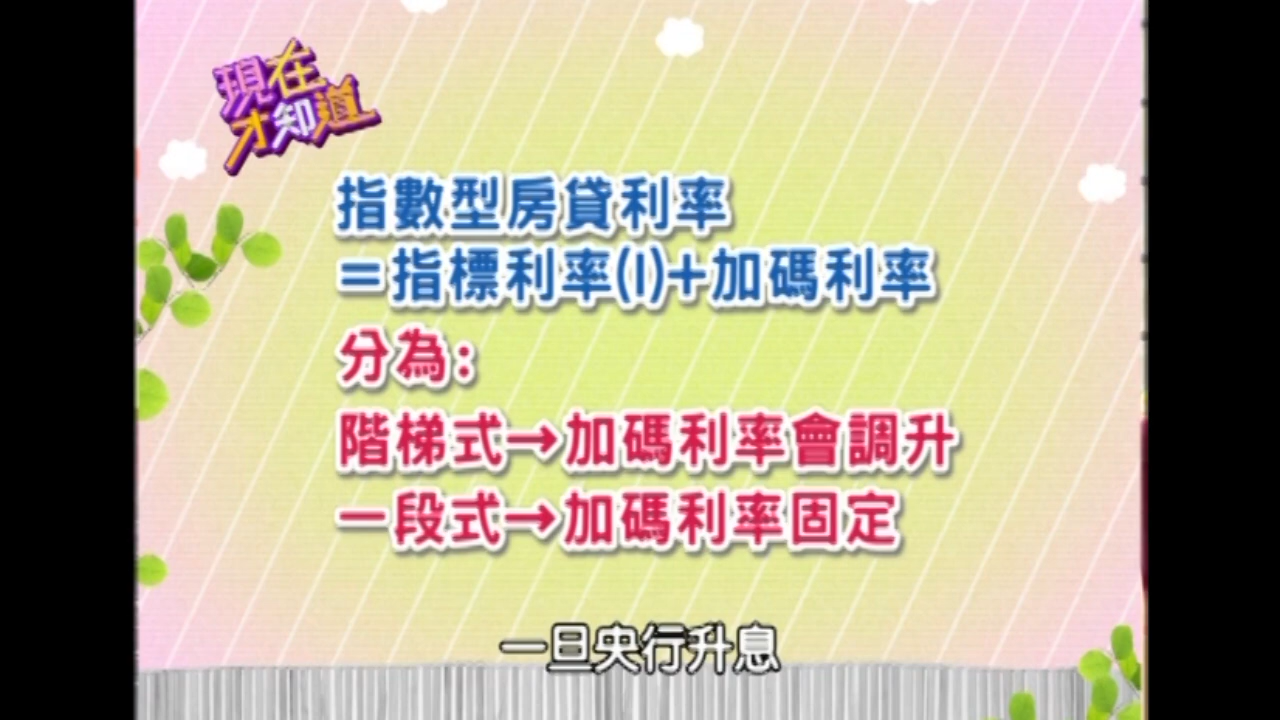 現在
才知道
指數型房貸利率
＝指標利率(I)+加碼利率
分為：
階梯式→加碼利率會調升
一段式→加碼利率固定
一旦央行升息